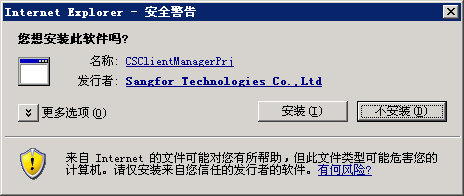 Internet Explorer - 安全警告
您想安装此软件吗?
名称: CSClientManagerPrj
发行者: Sangfor Technologies Co.,Ltd
更多选项(O) 安装(I) 不安装(D)
来自 Internet 的文件可能对您有所帮助,但此文件类型可能危害您的
计算机。请仅安装来自您信任的发行者的软件。有何风险?